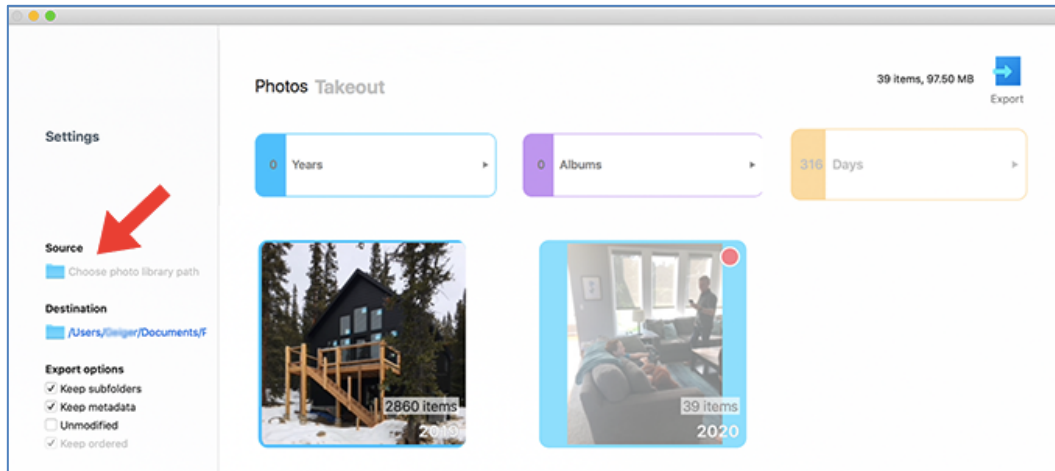 Photos Takeout
39 items, 97.50 MB
Export
Settings
0 Years
0 Albums
316 Days
Source
Choose photo library path
Destination
/Users/
/Documents/F
Export options
Keep subfolders
Keep metadata
Unmodified
Keep ordered
2860 items
2019
39 items
2020